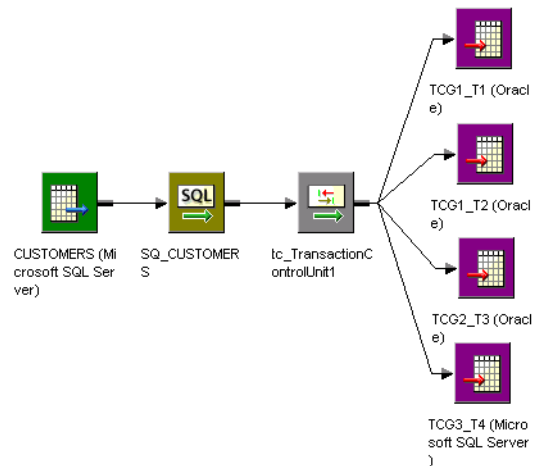 TCG1_T1 (Oracl
e)
TCG1_T2 (Oracl
e)
SQL
CUSTOMERS (Mi
crosoft SQL Ser
ver)
SQ_CUSTOMER
S
tc_TransactionC
ontrolUnit1
TCG2_T3 (Oracl
e)
TCG3_T4 (Micro
soft SQL Server
)